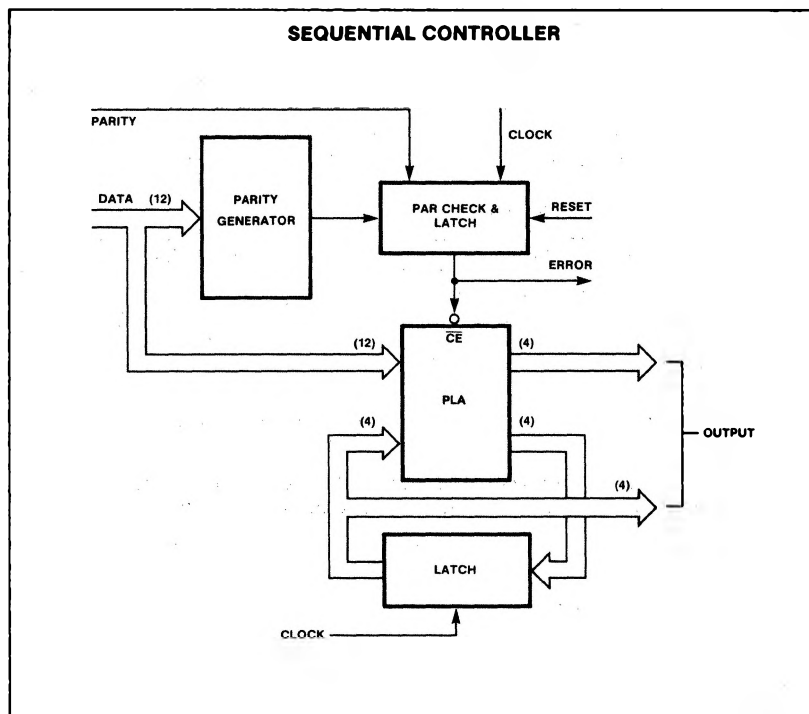 SEQUENTIAL CONTROLLER
PARITY
CLOCK
DATA (12)
PARITY
GENERATOR
PAR CHECK &
LATCH
RESET
ERROR
(12)
CE
(4)
PLA
(4)
(4)
OUTPUT
(4)
LATCH
CLOCK